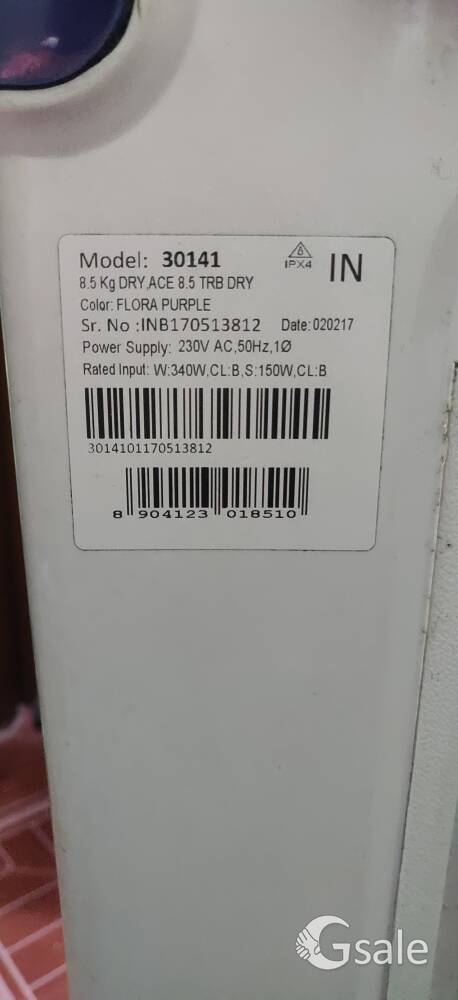 Model: 30141
IPX4
IN
8.5 Kg DRY,ACE 8.5 TRB DRY
Color: FLORA PURPLE
Sr. No :INB170513812 Date: 020217
Power Supply: 230V AC,50Hz,1Ø
Rated Input: W:340W,CL:B,S:150W,CL:B
3014101170513812
8 904123 018510
Gsale